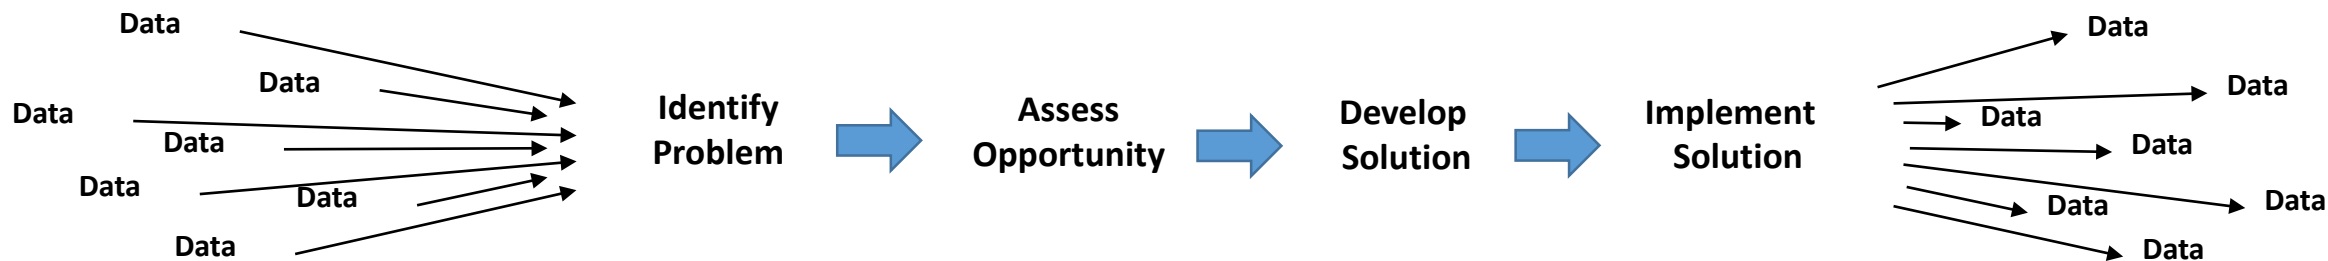 Data
Data
Data
Data
Data
Data
Data
Identify
Problem
Assess
Opportunity
Develop
Solution
Implement
Solution
Data
Data
Data
Data
Data
Data
Data